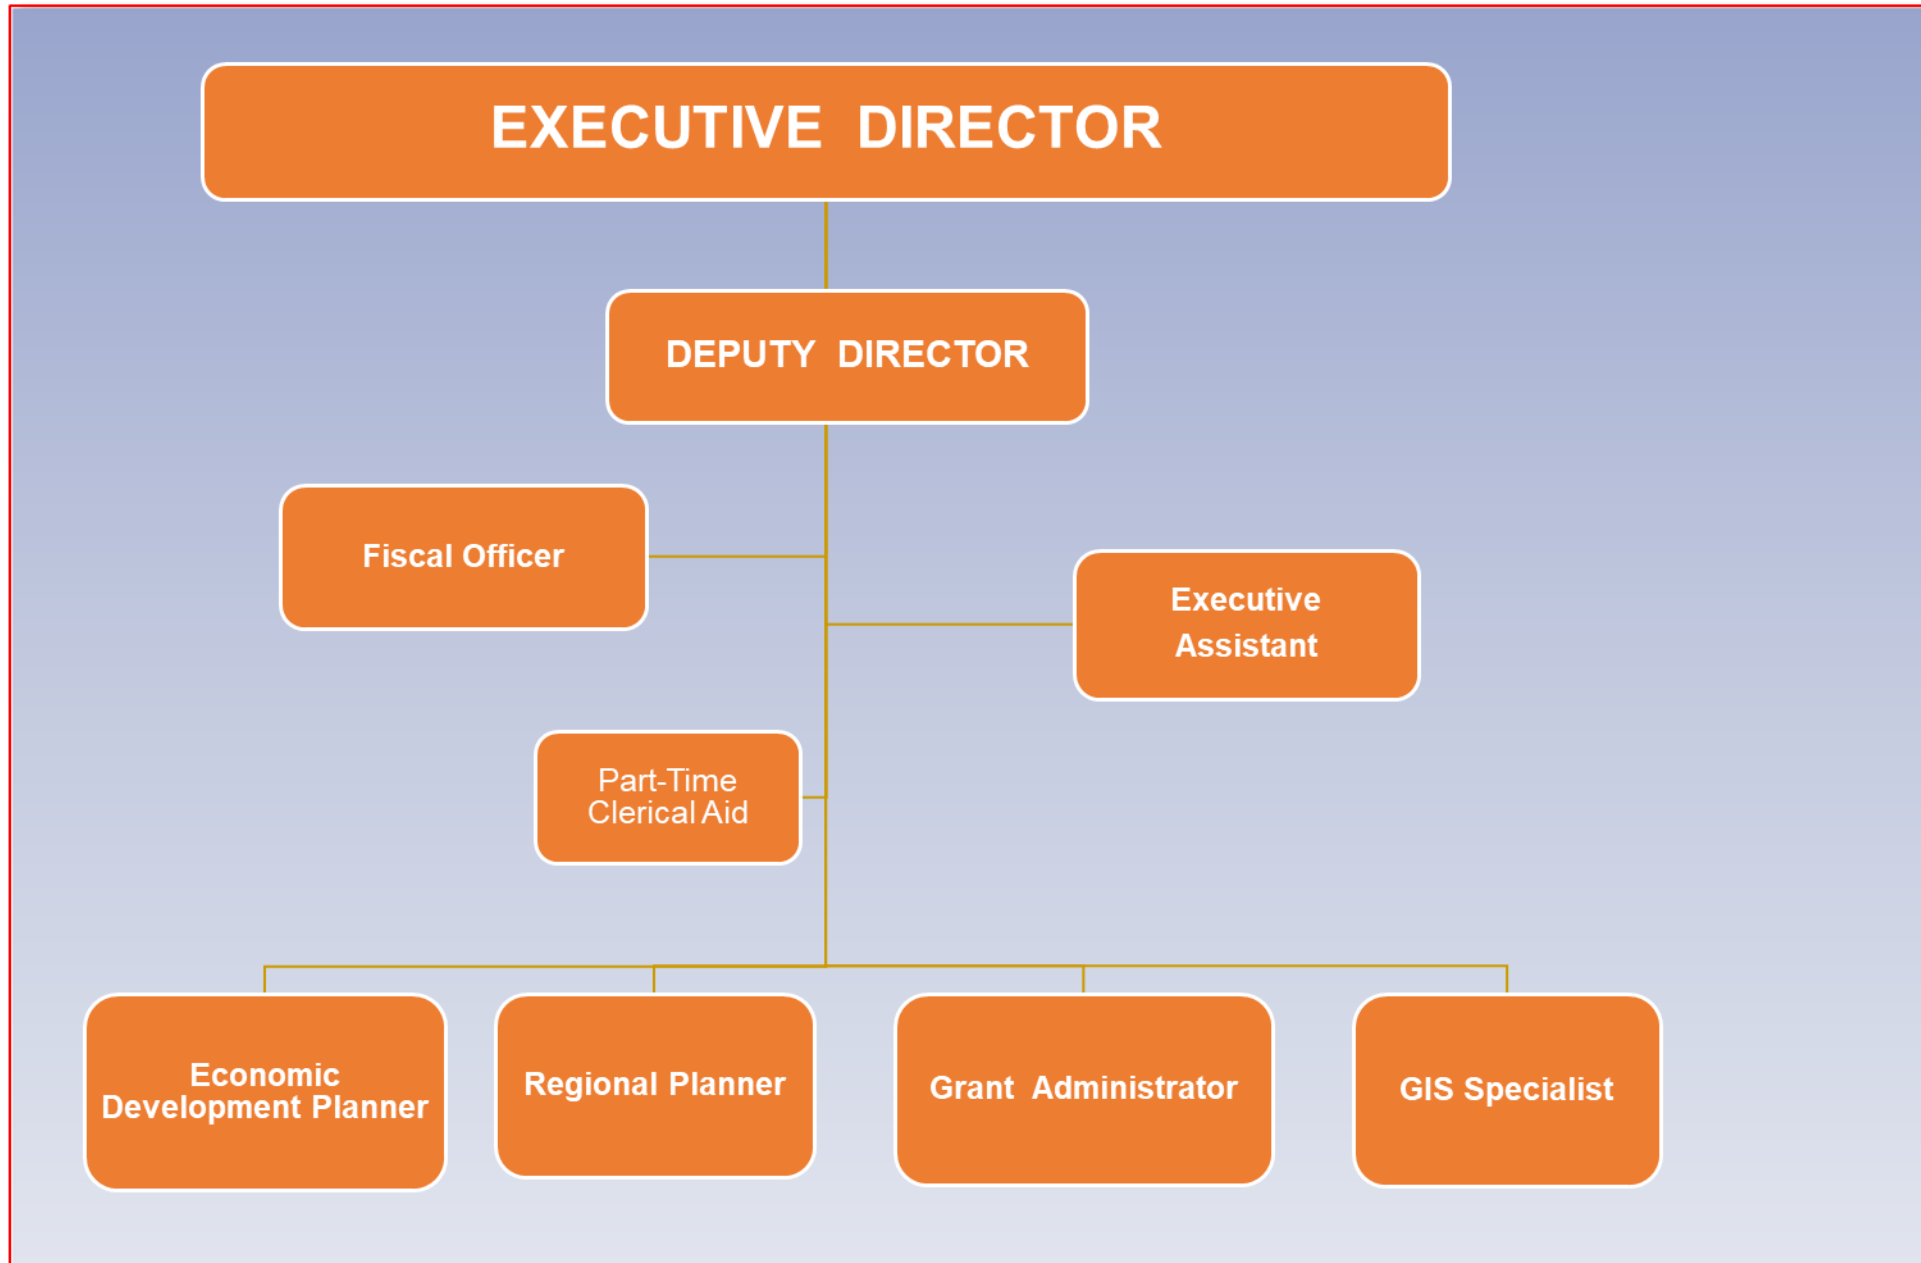 EXECUTIVE DIRECTOR
DEPUTY DIRECTOR
Fiscal Officer
Executive
Assistant
Part-Time
Clerical Aid
Economic
Development Planner
Regional Planner
Grant Administrator
GIS Specialist